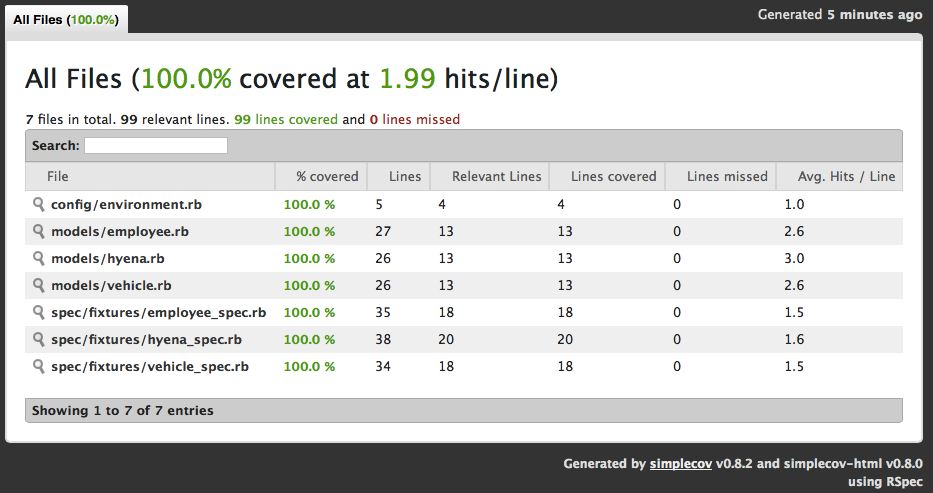 All Files (100.0%)
Generated 5 minutes ago
All Files (100.0% covered at 1.99 hits/line)
7 files in total. 99 relevant lines. 99 lines covered and 0 lines missed
Search:
File % covered Lines Relevant Lines Lines covered Lines missed Avg. Hits / Line
config/environment.rb 100.0 % 5 4 4 0 1.0
models/employee.rb 100.0 % 27 13 13 0 2.6
models/hyena.rb 100.0 % 26 13 13 0 3.0
models/vehicle.rb 100.0 % 26 13 13 0 2.6
spec/fixtures/employee_spec.rb 100.0 % 35 18 18 0 1.5
spec/fixtures/hyena_spec.rb 100.0 % 38 20 20 0 1.6
spec/fixtures/vehicle_spec.rb 100.0 % 34 18 18 0 1.5
Showing 1 to 7 of 7 entries
Generated by simplecov v0.8.2 and simplecov-html v0.8.0
using RSpec